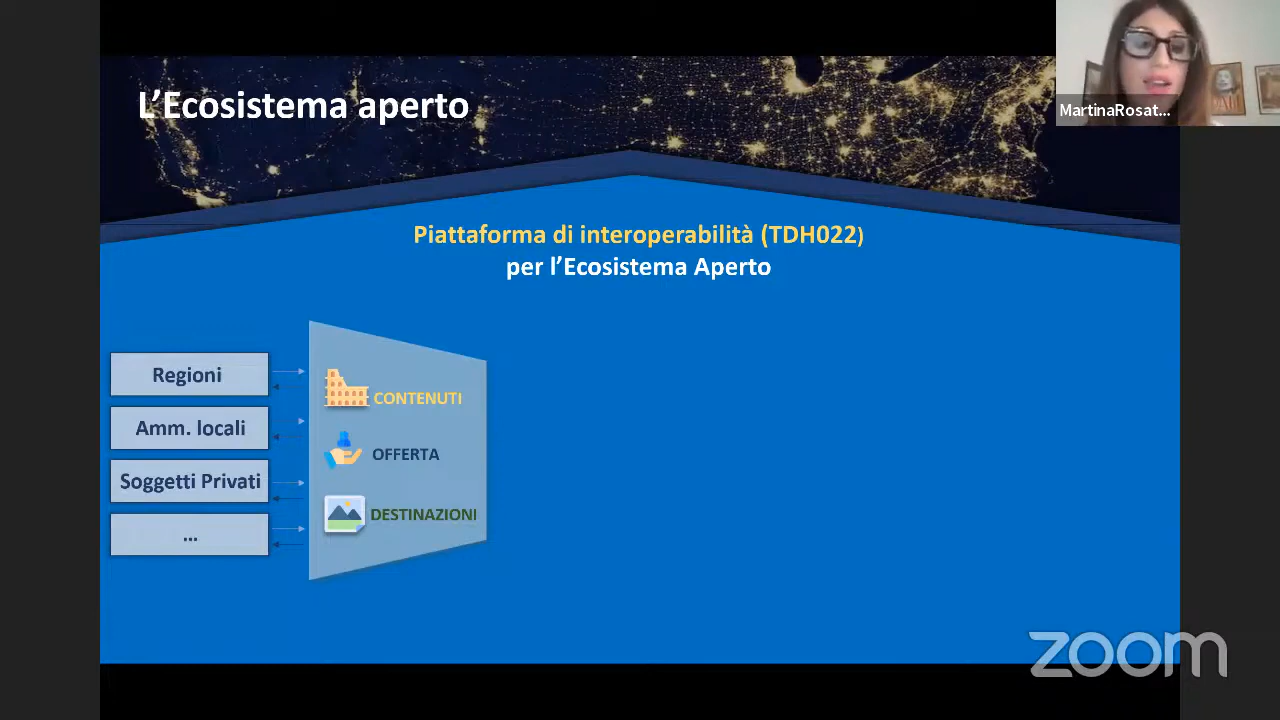 L'Ecosistema aperto
MartinaRosat...
Piattaforma di interoperabilità (TDH022)
per l'Ecosistema Aperto
Regioni
Amm. locali
Soggetti Privati
...
CONTENUTI
OFFERTA
DESTINAZIONI
zoom